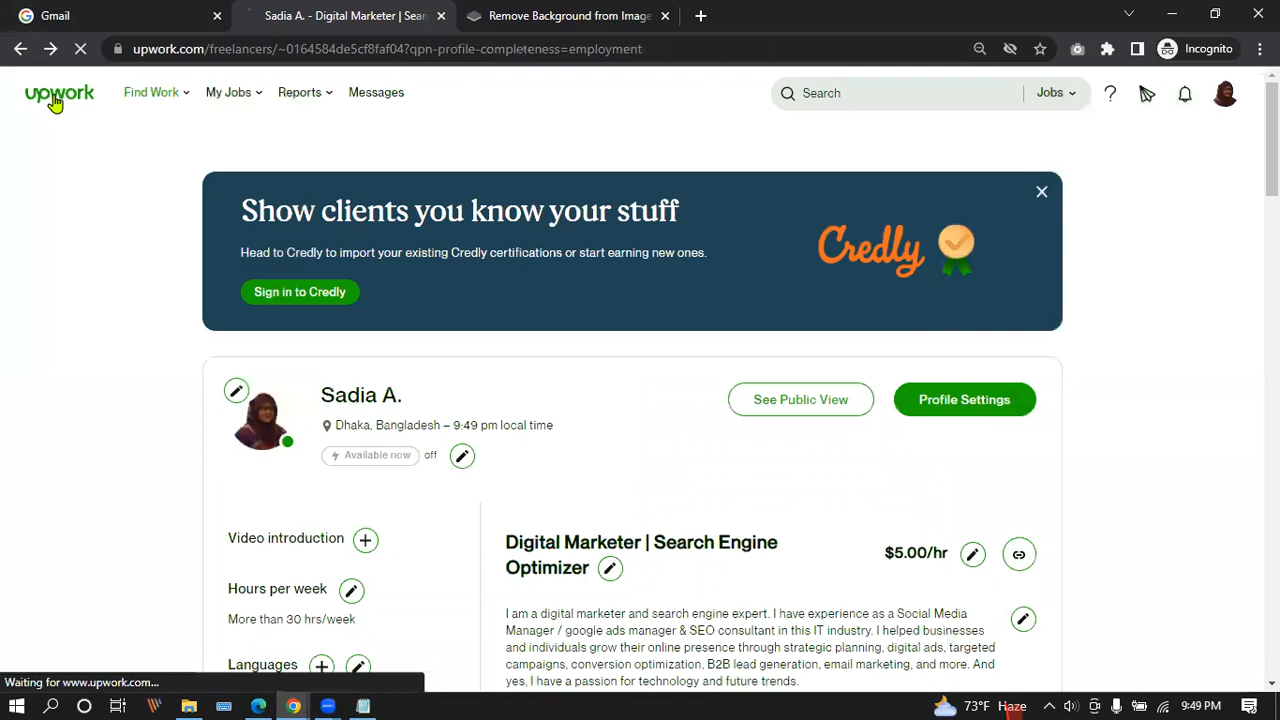 Gmail
Sadia A. - Digital Marketer | Sear
Remove Background from Image
upwork.com/freelancers/~0164584de5cf8faf04?qpn-profile-completeness=employment
Incognito
upwork
Find Work
My Jobs
Reports
Messages
Search
Jobs
Show clients you know your stuff
Head to Credly to import your existing Credly certifications or start earning new ones.
Sign in to Credly
Credly
Sadia A.
Dhaka, Bangladesh – 9:49 pm local time
Available now
off
See Public View
Profile Settings
Video introduction
Hours per week
More than 30 hrs/week
Languages
Digital Marketer | Search Engine
Optimizer
$5.00/hr
I am a digital marketer and search engine expert. I have experience as a Social Media
Manager / google ads manager & SEO consultant in this IT industry. I helped businesses
and individuals grow their online presence through strategic planning, digital ads, targeted
campaigns, conversion optimization, B2B lead generation, email marketing, and more. And
yes, I have a passion for technology and future trends.
Waiting for www.upwork.com...
73°F Haze
9:49 PM